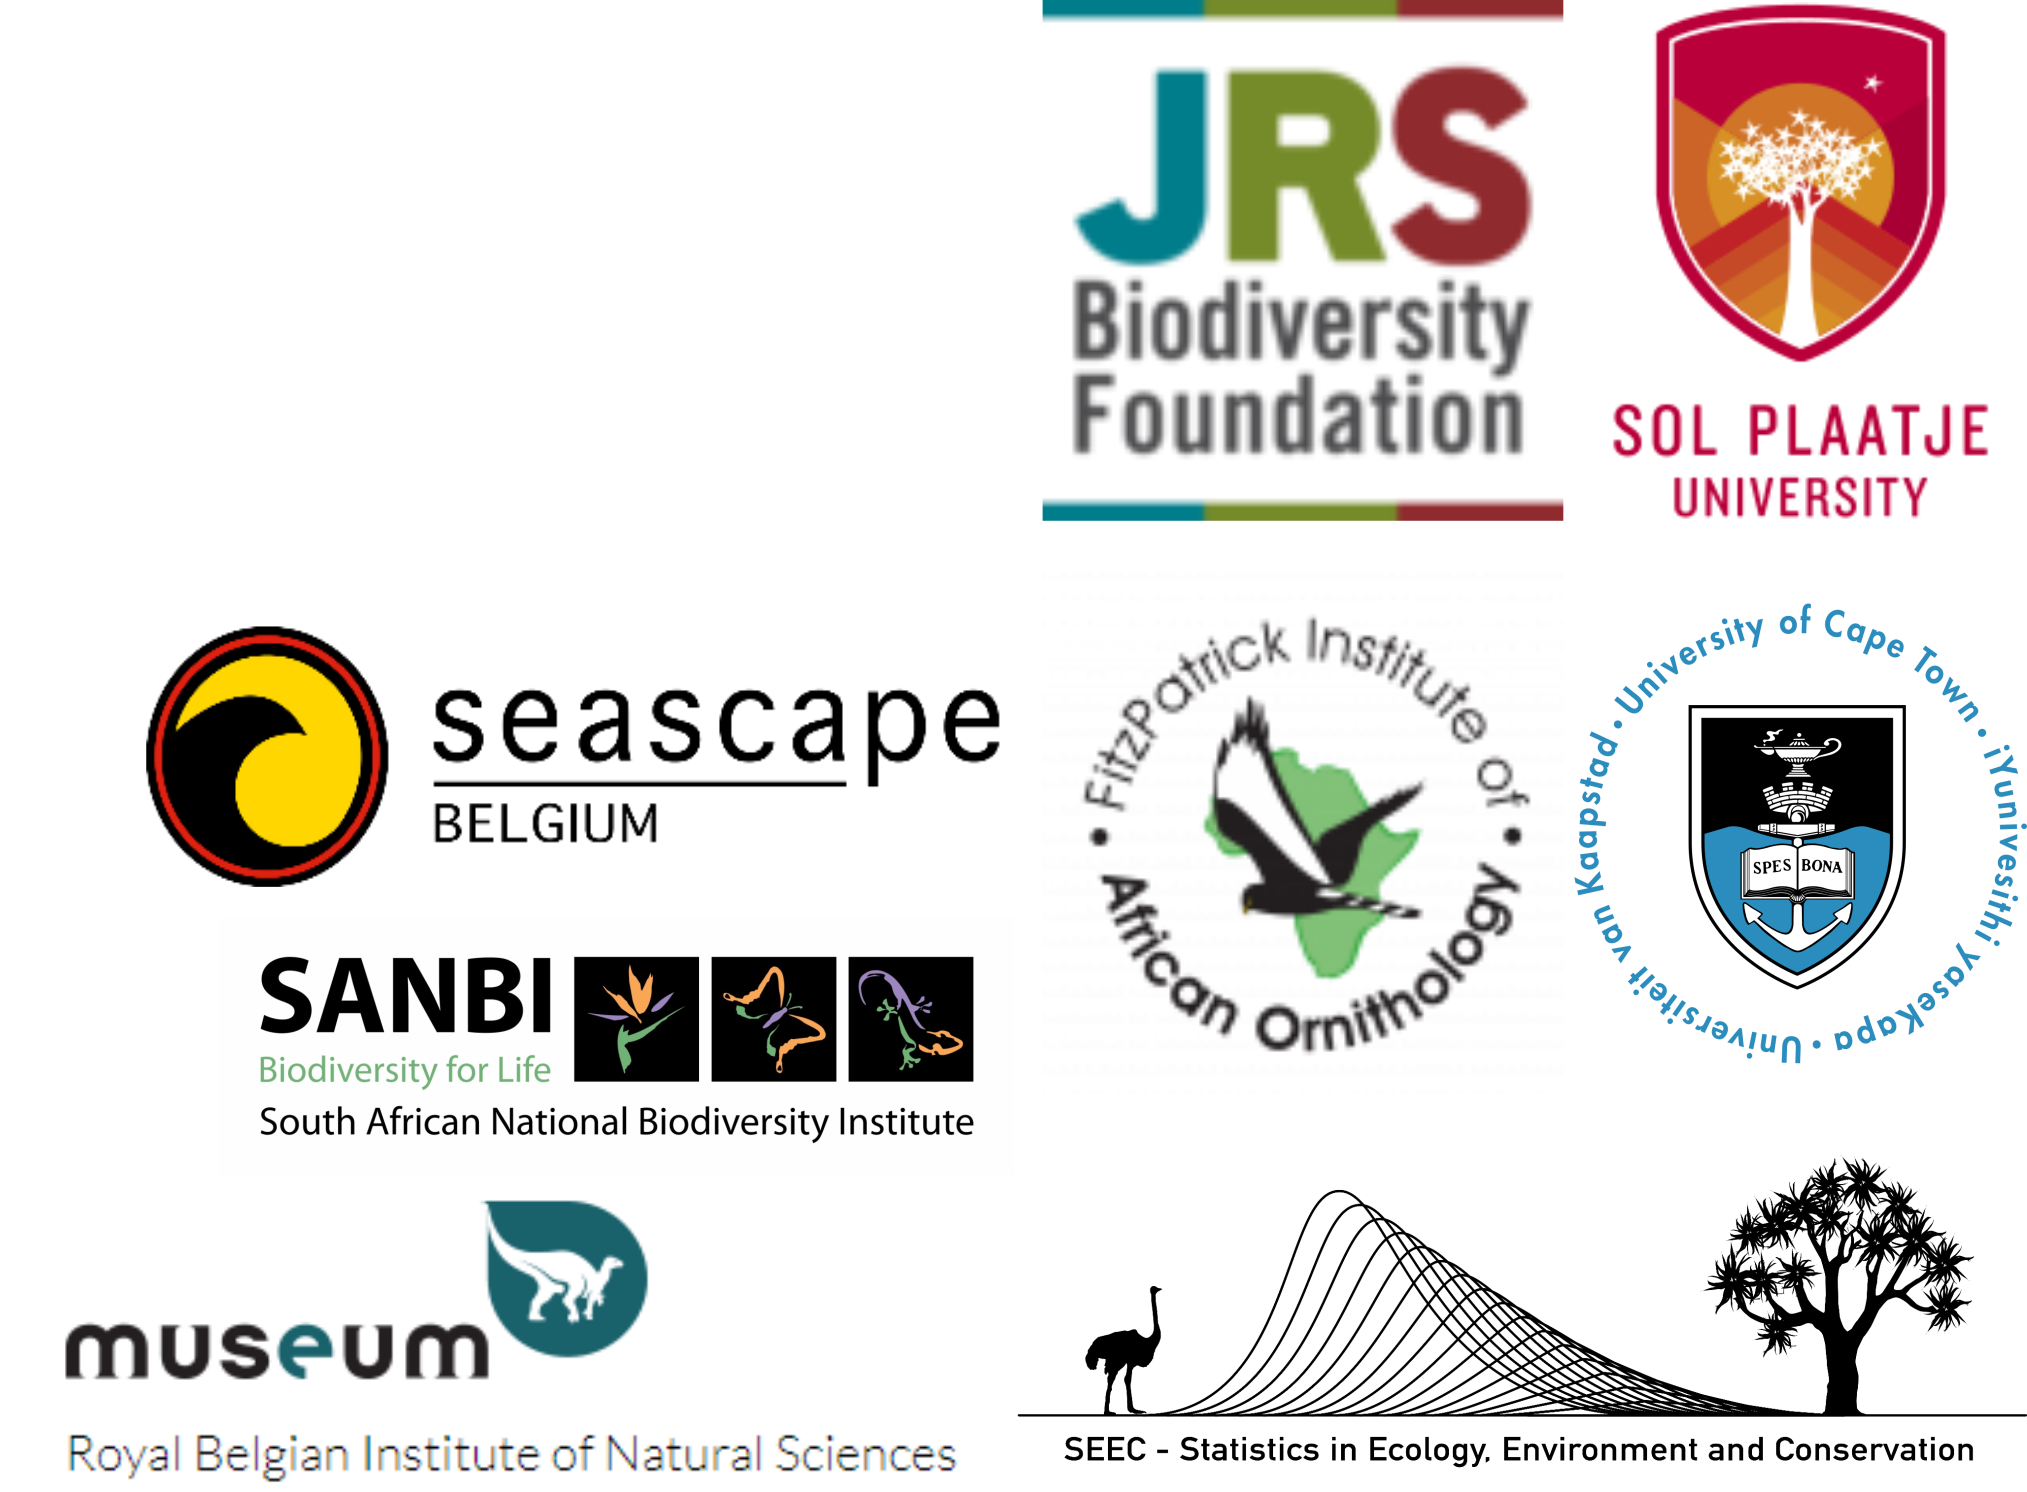 JRS
Biodiversity
Foundation
SOL PLAATJE
UNIVERSITY
seascape
BELGIUM
• FitzPatrick Institute of •
African Ornithology
• University of Cape Town • iYunivesithi yaseKapa • Universiteit van Kaapstad
SPES BONA
SANBI
Biodiversity for Life
South African National Biodiversity Institute
museum
Royal Belgian Institute of Natural Sciences
SEEC - Statistics in Ecology, Environment and Conservation